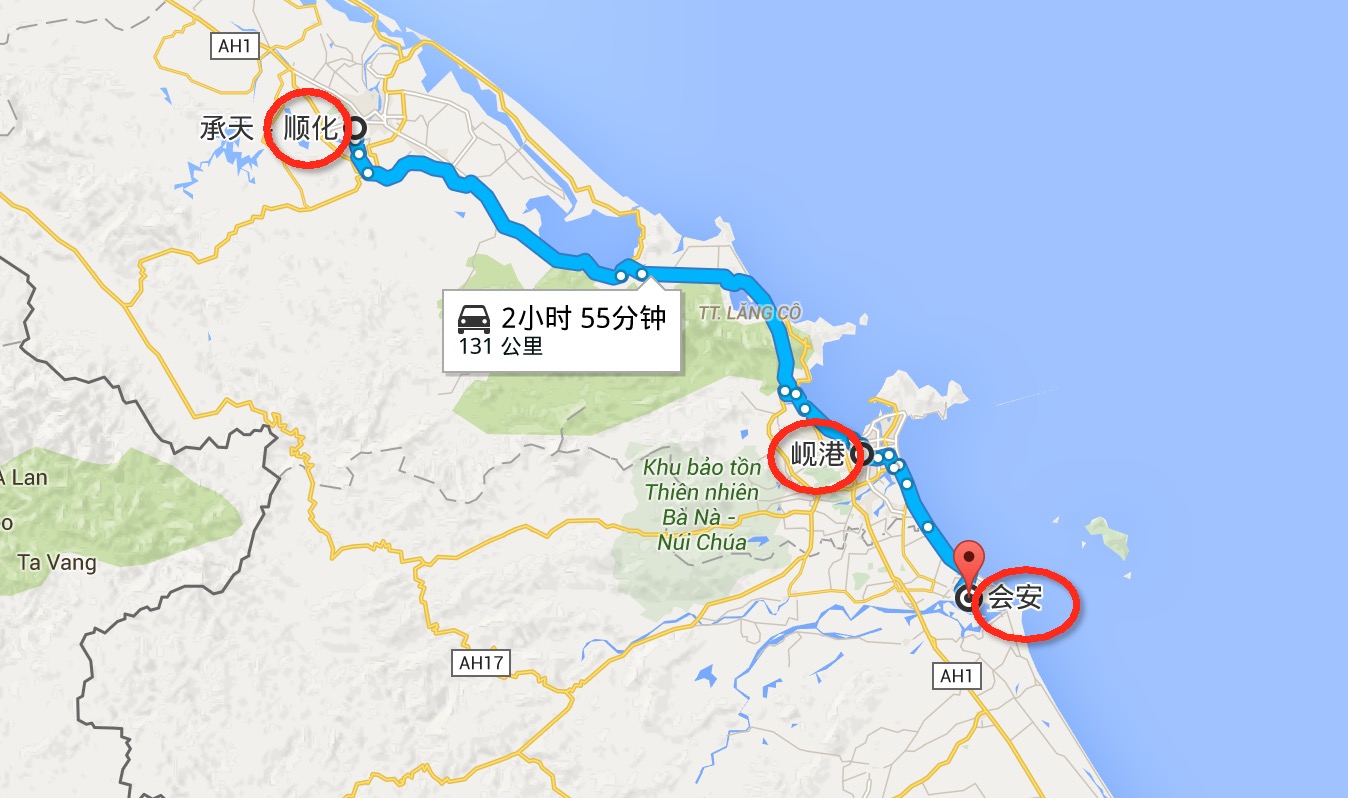 AH1
承天 - 顺化
2小时 55分钟
131 公里
TT. LĂNG CÔ
岘港
Khu bảo tồn
Thiên nhiên
Bà Nà -
Núi Chúa
A Lan
Ta Vang
会安
AH17
AH1